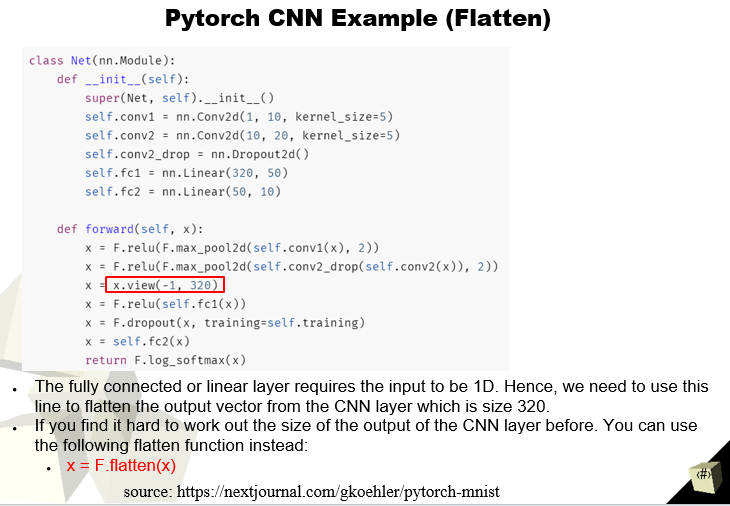 Pytorch CNN Example (Flatten)
class Net(nn.Module):
    def __init__(self):
        super(Net, self).__init__()
        self.conv1 = nn.Conv2d(1, 10, kernel_size=5)
        self.conv2 = nn.Conv2d(10, 20, kernel_size=5)
        self.conv2_drop = nn.Dropout2d()
        self.fc1 = nn.Linear(320, 50)
        self.fc2 = nn.Linear(50, 10)
    def forward(self, x):
        x = F.relu(F.max_pool2d(self.conv1(x), 2))
        x = F.relu(F.max_pool2d(self.conv2_drop(self.conv2(x)), 2))
        x = x.view(-1, 320)
        x = F.relu(self.fc1(x))
        x = F.dropout(x, training=self.training)
        x = self.fc2(x)
        return F.log_softmax(x)
• The fully connected or linear layer requires the input to be 1D. Hence, we need to use this
line to flatten the output vector from the CNN layer which is size 320.
• If you find it hard to work out the size of the output of the CNN layer before. You can use
the following flatten function instead:
• x = F.flatten(x)
source: https://nextjournal.com/gkoehler/pytorch-mnist
‹#›